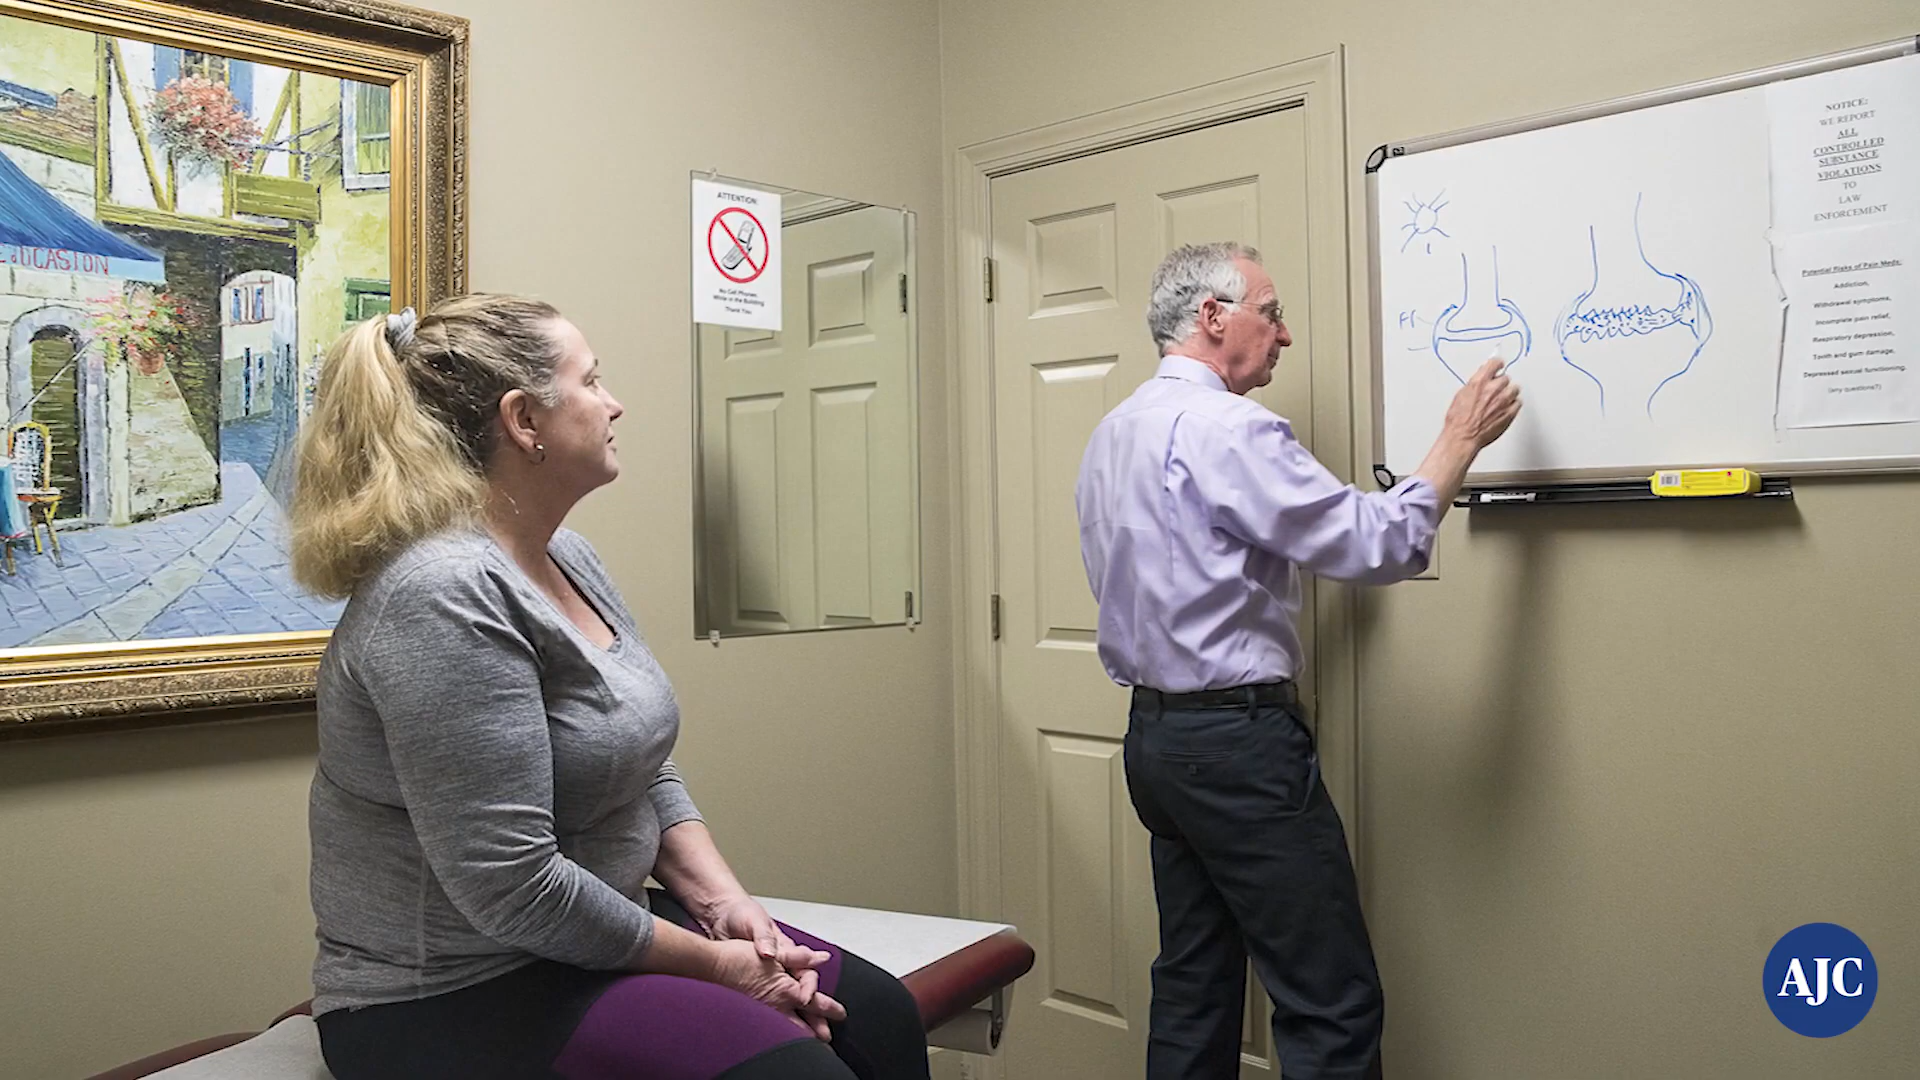 E d'OCASION
ATTENTION:
No Cell Phones
While in the Building
Thank You
NOTICE:
WE REPORT
ALL
CONTROLLED
SUBSTANCE
VIOLATIONS
TO
LAW
ENFORCEMENT
Potential Risks of Pain Meds:
Addiction,
Withdrawal symptoms,
Incomplete pain relief,
Respiratory depression,
Tooth and gum damage,
Depressed sexual functioning.
(any questions?)
AJC